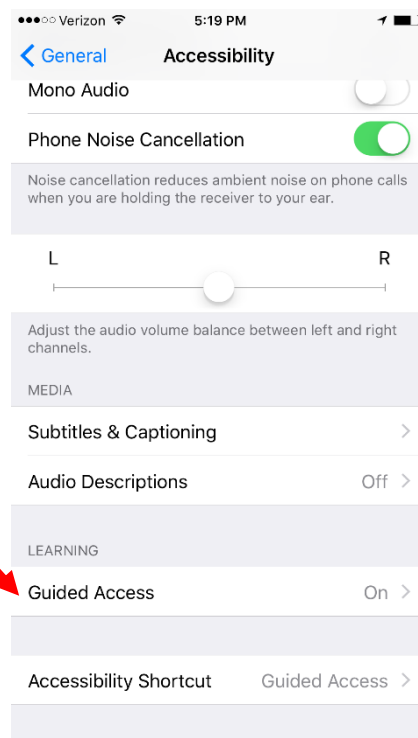 Verizon 5:19 PM
General Accessibility
Mono Audio
Phone Noise Cancellation
Noise cancellation reduces ambient noise on phone calls
when you are holding the receiver to your ear.
L R
Adjust the audio volume balance between left and right
channels.
MEDIA
Subtitles & Captioning
Audio Descriptions Off
LEARNING
Guided Access On
Accessibility Shortcut Guided Access